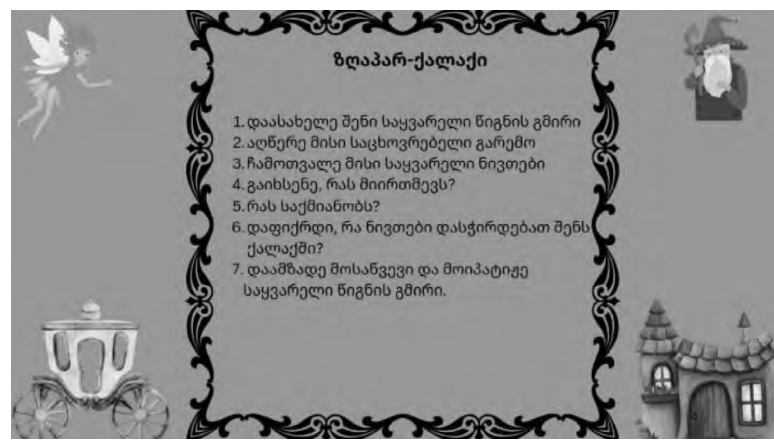 ზღაპარ-ქალაქი
1. დაასახელე შენი საყვარელი წიგნის გმირი
2. აღწერე მისი საცხოვრებელი გარემო
3. ჩამოთვალე მისი საყვარელი ნივთები
4. გაიხსენე, რას მიირთმევს?
5. რას საქმიანობს?
6. დაფიქრდი, რა ნივთები დასჭირდებათ შენს
ქალაქში?
7. დაამზადე მოსაწვევი და მოიპატიჟე
საყვარელი წიგნის გმირი.